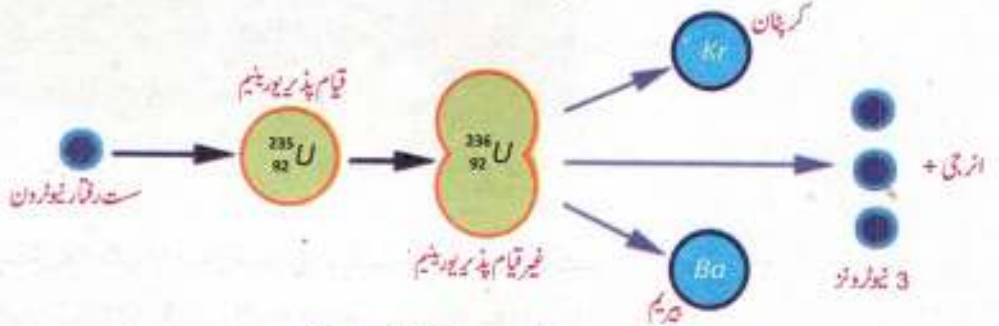 کرپٹان
Kr
قیام پذیر یورینیم
²³⁵₉₂U
²³⁶₉₂U
انرجی +
سست رفتار نیوٹرون
غیر قیام پذیر یورینیم
Ba
بیریم
3 نیوٹرونز